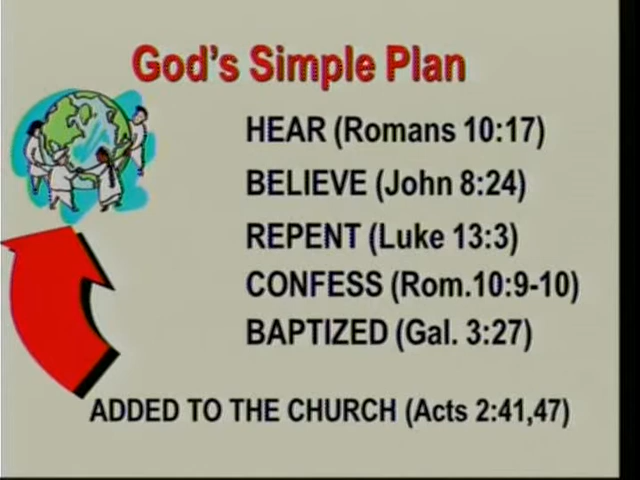 God's Simple Plan
HEAR (Romans 10:17)
BELIEVE (John 8:24)
REPENT (Luke 13:3)
CONFESS (Rom.10:9-10)
BAPTIZED (Gal. 3:27)
ADDED TO THE CHURCH (Acts 2:41,47)